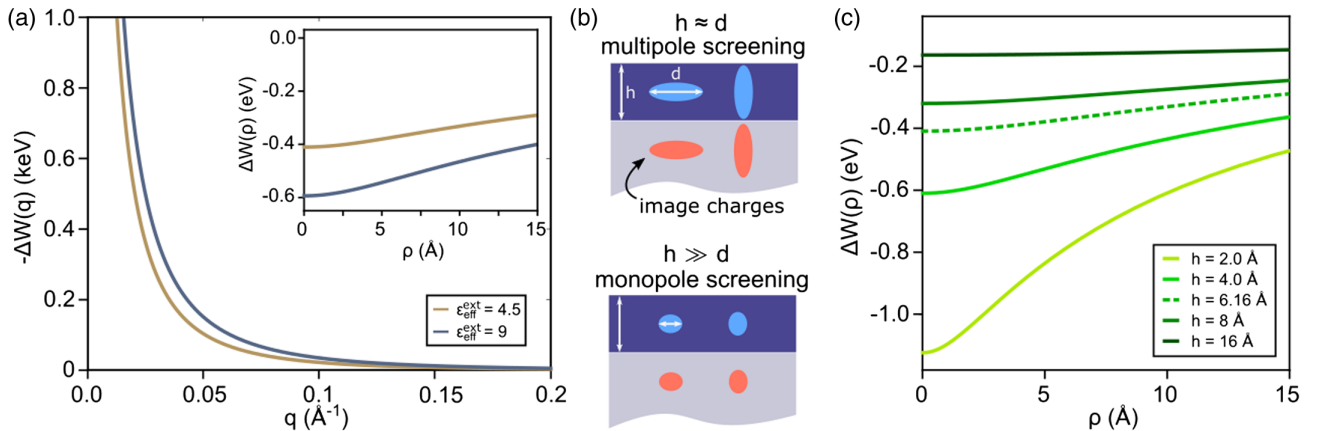 (a)
1.0
0.8
0.6
0.4
0.2
0
-ΔW(q) (keV)
0.0
0.05
0.1
0.15
0.2
q (Å⁻¹)
0.0
-0.2
-0.4
-0.6
ΔW(ρ) (eV)
0
5
10
15
ρ (Å)
ε_eff^ext = 4.5
ε_eff^ext = 9
(b)
h ≈ d
multipole screening
d
h
image charges
h ≫ d
monopole screening
(c)
-0.2
-0.4
-0.6
-0.8
-1.0
ΔW(ρ) (eV)
h = 2.0 Å
h = 4.0 Å
h = 6.16 Å
h = 8 Å
h = 16 Å
0
5
10
15
ρ (Å)